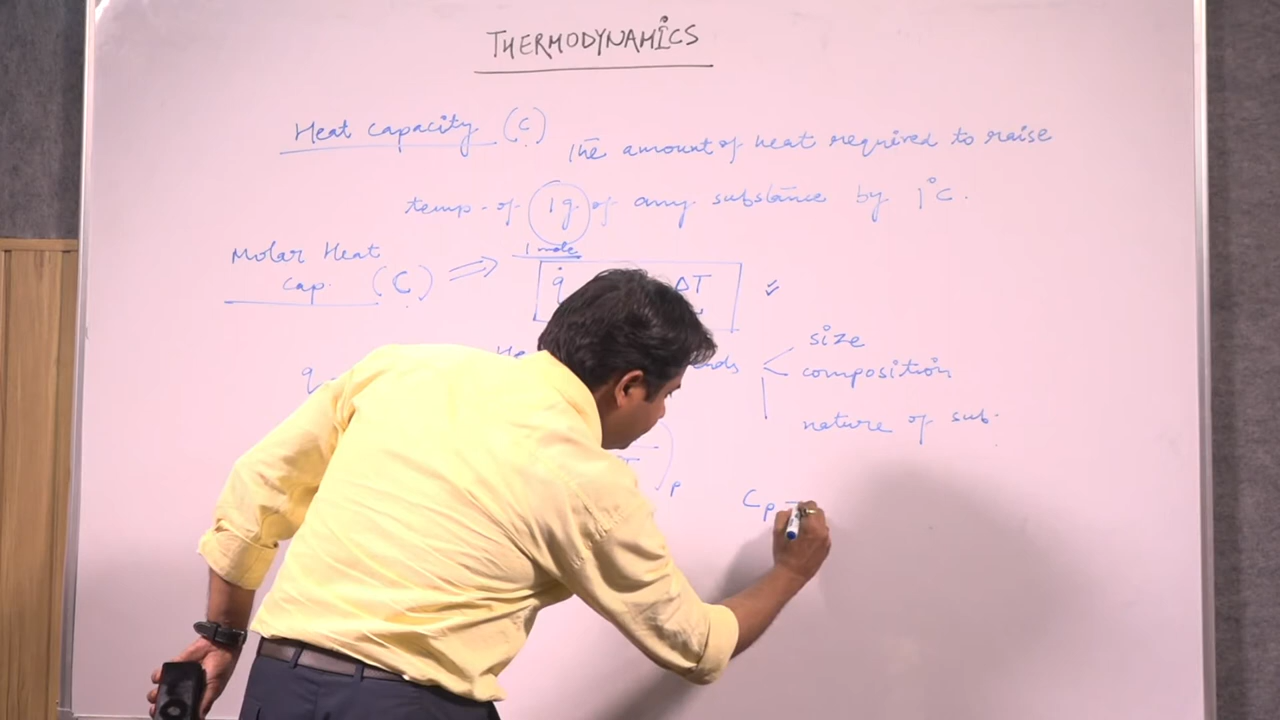 THERMODYNAMICS
Heat capacity (C) The amount of heat required to raise
temp. of 1g of any substance by 1°C.
1 mole
Molar Heat
Cap. (C) ⇒ q ΔT
size
composition
nature of sub.
q
p
Cp -